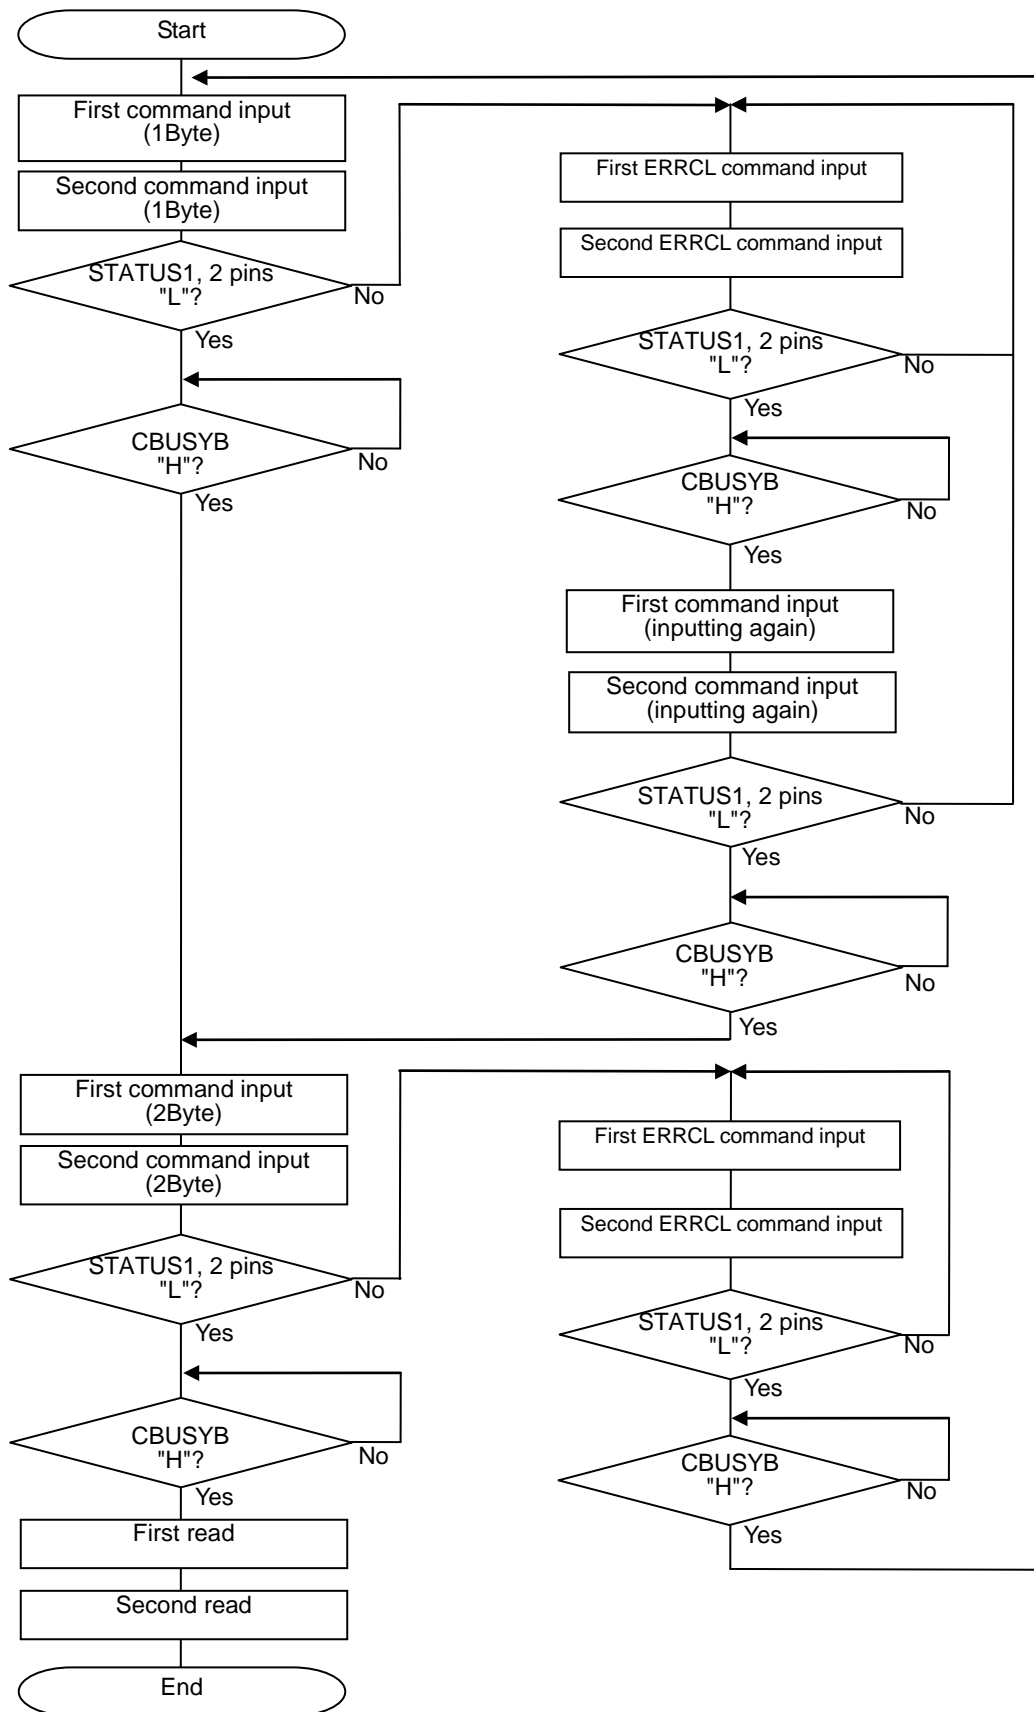 Start
First command input
(1Byte)
Second command input
(1Byte)
STATUS1, 2 pins
"L"?
No
Yes
CBUSYB
"H"?
No
Yes
First ERRCL command input
Second ERRCL command input
STATUS1, 2 pins
"L"?
No
Yes
CBUSYB
"H"?
No
Yes
First command input
(inputting again)
Second command input
(inputting again)
STATUS1, 2 pins
"L"?
No
Yes
CBUSYB
"H"?
No
Yes
First command input
(2Byte)
Second command input
(2Byte)
STATUS1, 2 pins
"L"?
No
Yes
CBUSYB
"H"?
No
Yes
First read
Second read
End
First ERRCL command input
Second ERRCL command input
STATUS1, 2 pins
"L"?
No
Yes
CBUSYB
"H"?
No
Yes